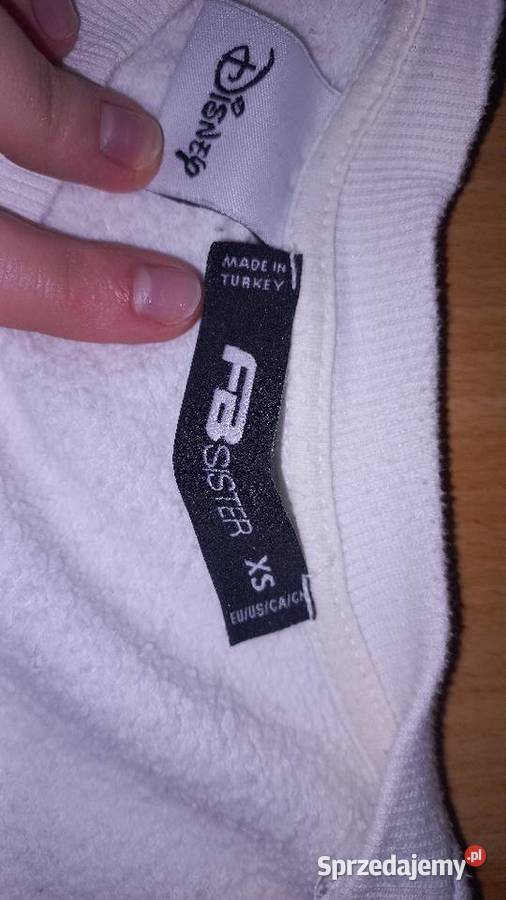 Disney
MADE IN
TURKEY
FB
SISTER
XS
EU/US/CA/CN
Sprzedajemy.pl